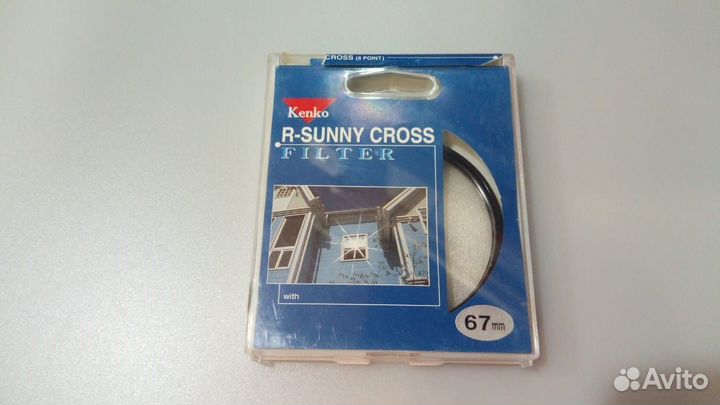 CROSS (6 POINT)
Kenko
R-SUNNY CROSS
FILTER
with
67mm
Avito